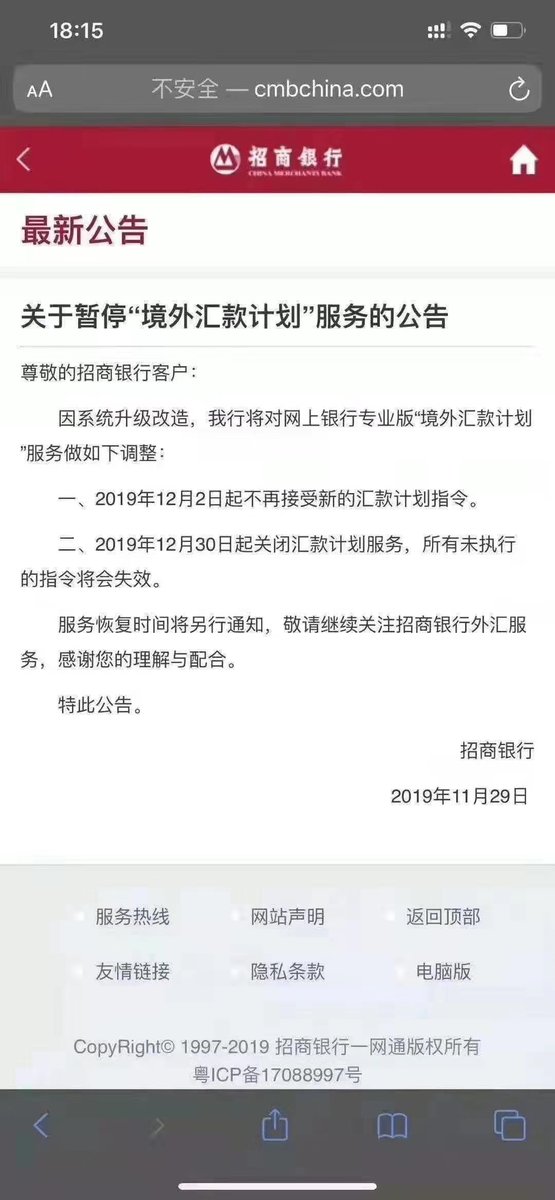 18:15
AA 不安全 — cmbchina.com
招商银行
CHINA MERCHANTS BANK
最新公告
关于暂停“境外汇款计划”服务的公告
尊敬的招商银行客户：
因系统升级改造，我行将对网上银行专业版“境外汇款计划
”服务做如下调整：
一、2019年12月2日起不再接受新的汇款计划指令。
二、2019年12月30日起关闭汇款计划服务，所有未执行
的指令将会失效。
服务恢复时间将另行通知，敬请继续关注招商银行外汇服
务，感谢您的理解与配合。
特此公告。
招商银行
2019年11月29日
服务热线 网站声明 返回顶部
友情链接 隐私条款 电脑版
CopyRight© 1997-2019 招商银行一网通版权所有
粤ICP备17088997号